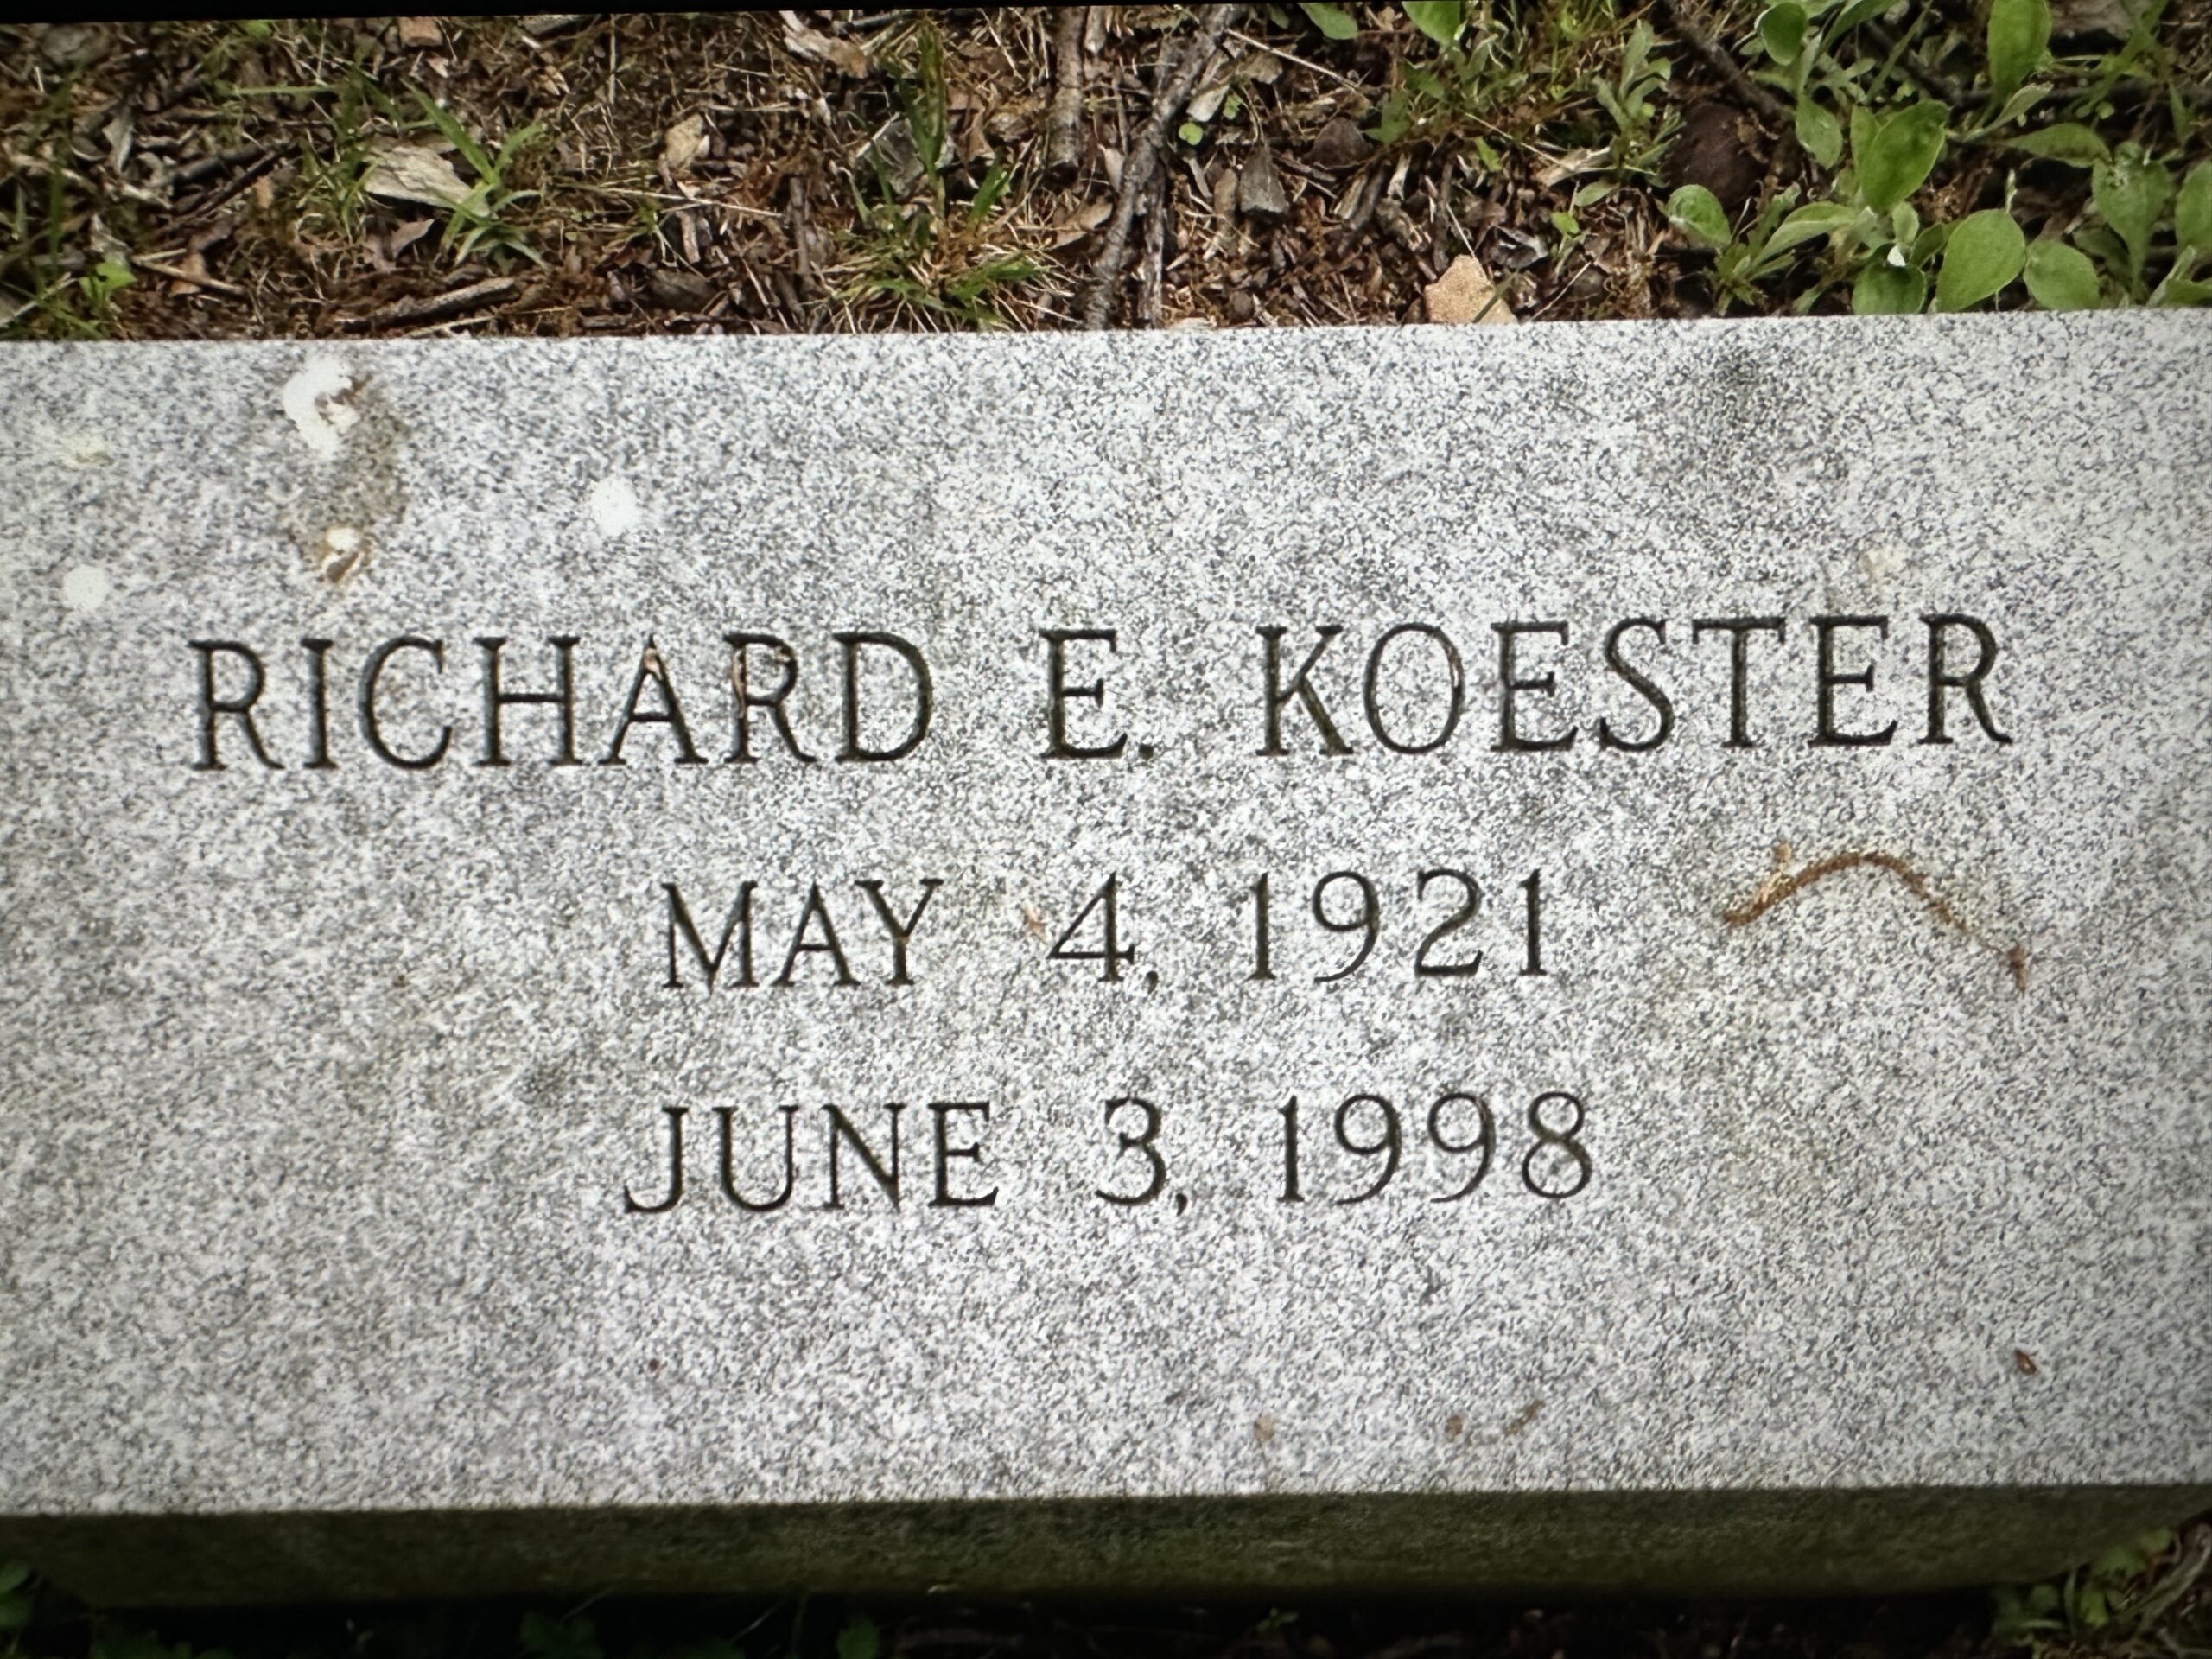 RICHARD E. KOESTER
MAY 4, 1921
JUNE 3, 1998